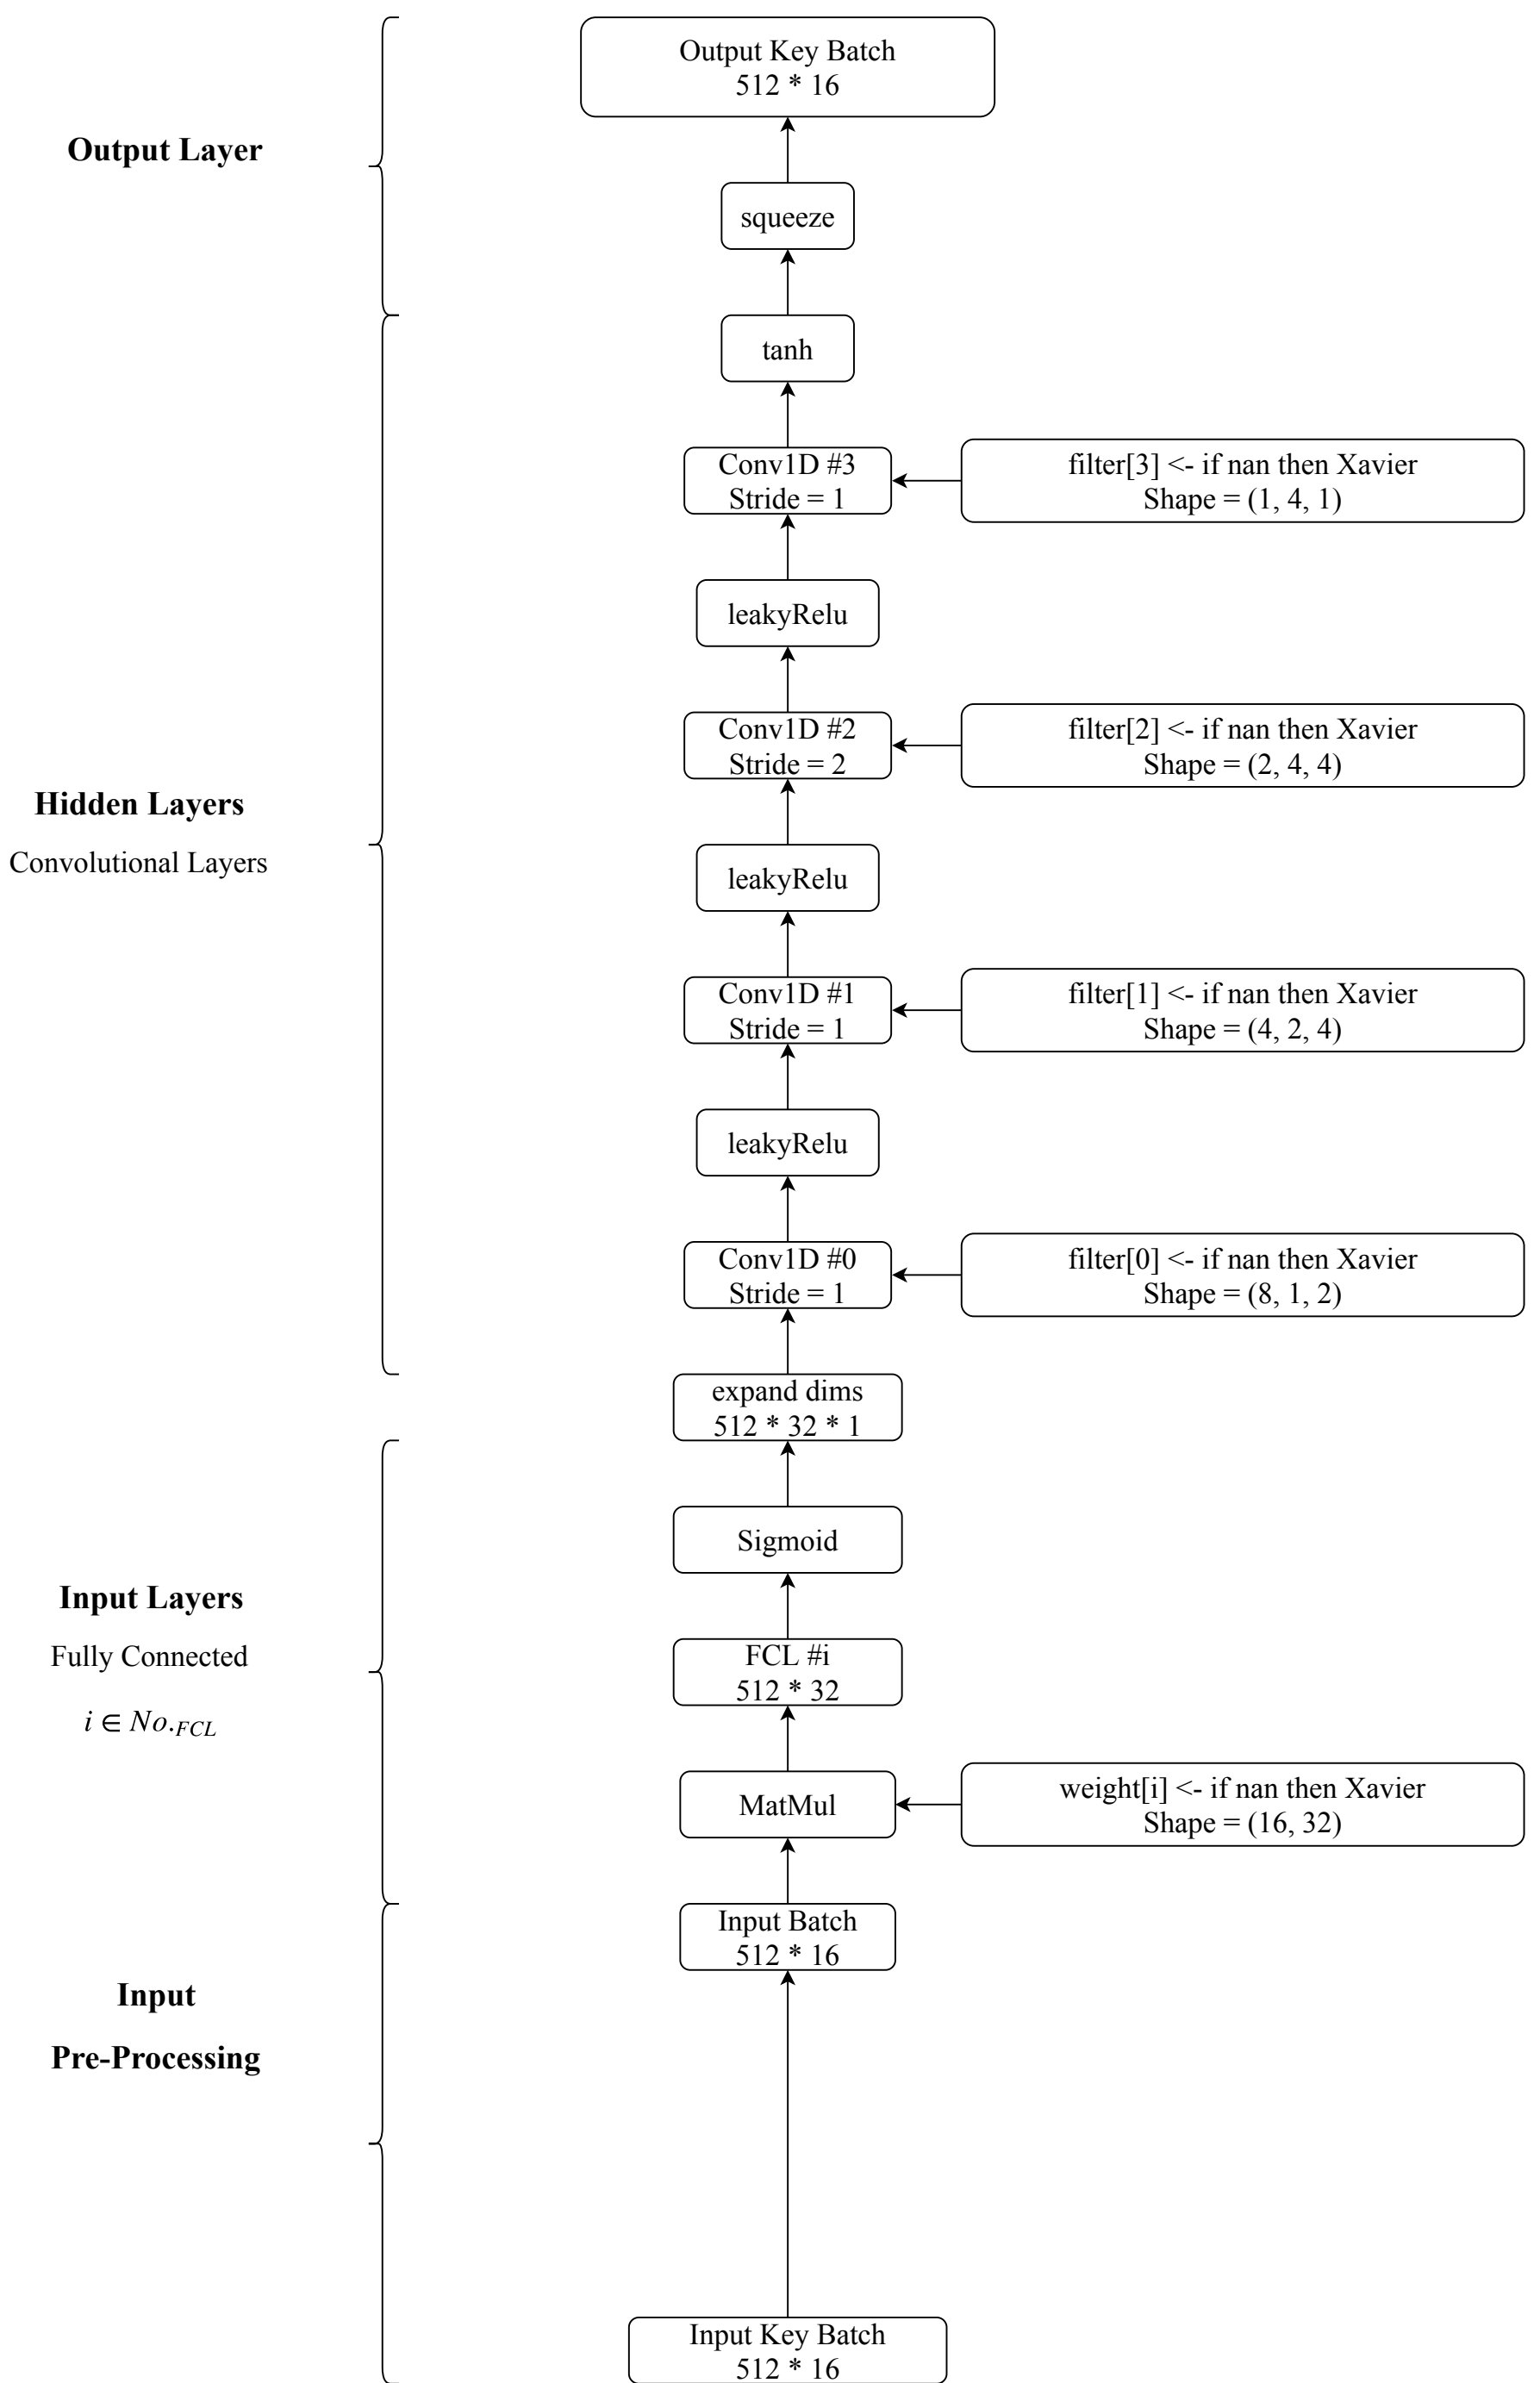 Output Key Batch
512 * 16
Output Layer
squeeze
tanh
Conv1D #3
Stride = 1
filter[3] <- if nan then Xavier
Shape = (1, 4, 1)
leakyRelu
Conv1D #2
Stride = 2
filter[2] <- if nan then Xavier
Shape = (2, 4, 4)
Hidden Layers
Convolutional Layers
leakyRelu
Conv1D #1
Stride = 1
filter[1] <- if nan then Xavier
Shape = (4, 2, 4)
leakyRelu
Conv1D #0
Stride = 1
filter[0] <- if nan then Xavier
Shape = (8, 1, 2)
expand dims
512 * 32 * 1
Sigmoid
Input Layers
Fully Connected
i ∈ No.FCL
FCL #i
512 * 32
MatMul
weight[i] <- if nan then Xavier
Shape = (16, 32)
Input Batch
512 * 16
Input
Pre-Processing
Input Key Batch
512 * 16